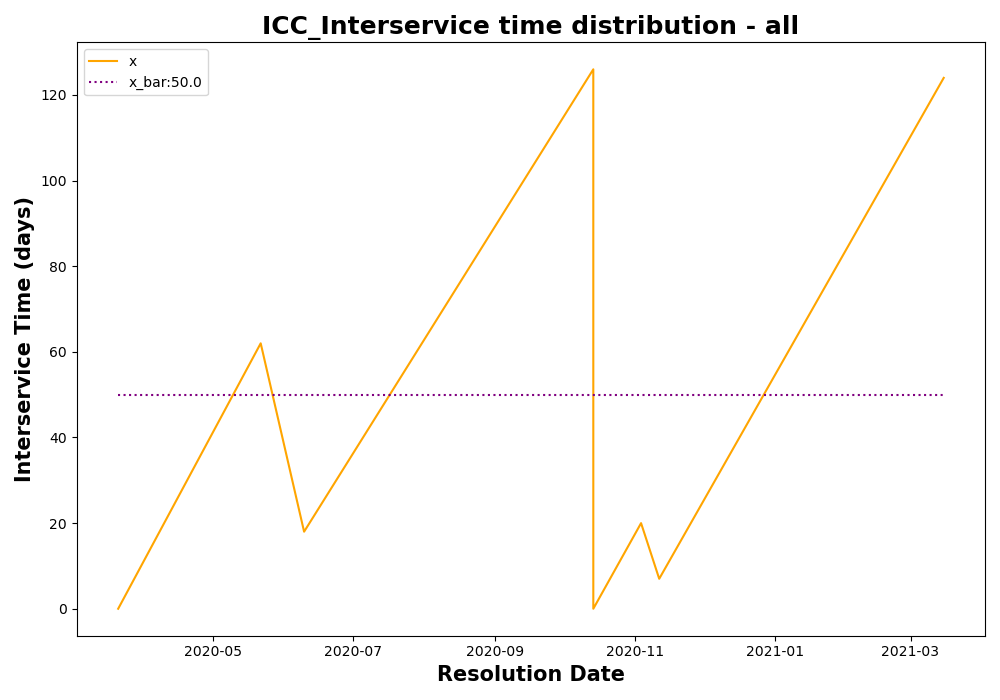 ICC_Interservice time distribution - all
x
x_bar:50.0
Interservice Time (days)
120
100
80
60
40
20
0
2020-05 2020-07 2020-09 2020-11 2021-01 2021-03
Resolution Date